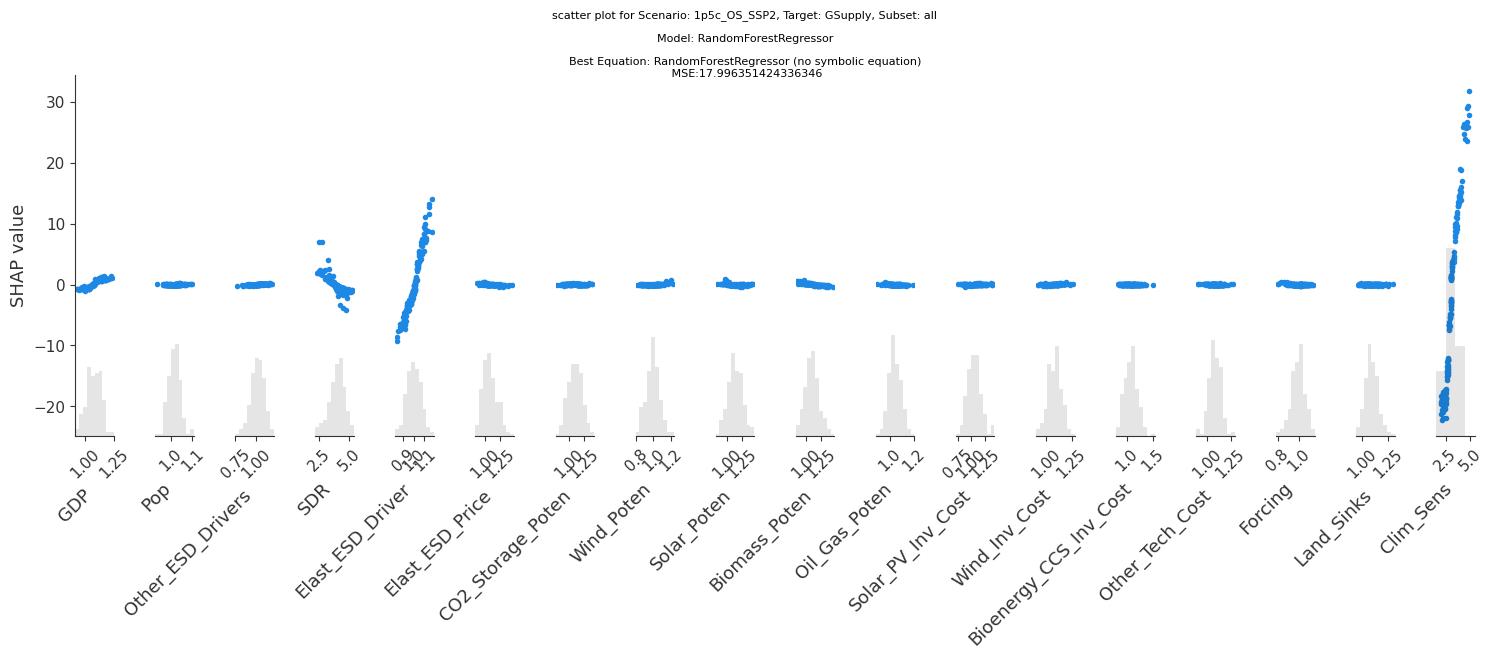 scatter plot for Scenario: 1p5c_OS_SSP2, Target: GSupply, Subset: all
Model: RandomForestRegressor
Best Equation: RandomForestRegressor (no symbolic equation)
MSE:17.996351424336346
SHAP value
30
20
10
0
−10
−20
1.00 1.25
1.0 1.1
0.75 1.00
2.5 5.0
0.9 1.0 1.1
1.00 1.25
1.00 1.25
0.8 1.0 1.2
1.00 1.25
1.00 1.25
1.0 1.2
0.75 1.00 1.25
1.00 1.25
1.0 1.5
1.00 1.25
0.8 1.0
1.00 1.25
2.5 5.0
GDP
Pop
Other_ESD_Drivers
SDR
Elast_ESD_Driver
Elast_ESD_Price
CO2_Storage_Poten
Wind_Poten
Solar_Poten
Biomass_Poten
Oil_Gas_Poten
Solar_PV_Inv_Cost
Wind_Inv_Cost
Bioenergy_CCS_Inv_Cost
Other_Tech_Cost
Forcing
Land_Sinks
Clim_Sens